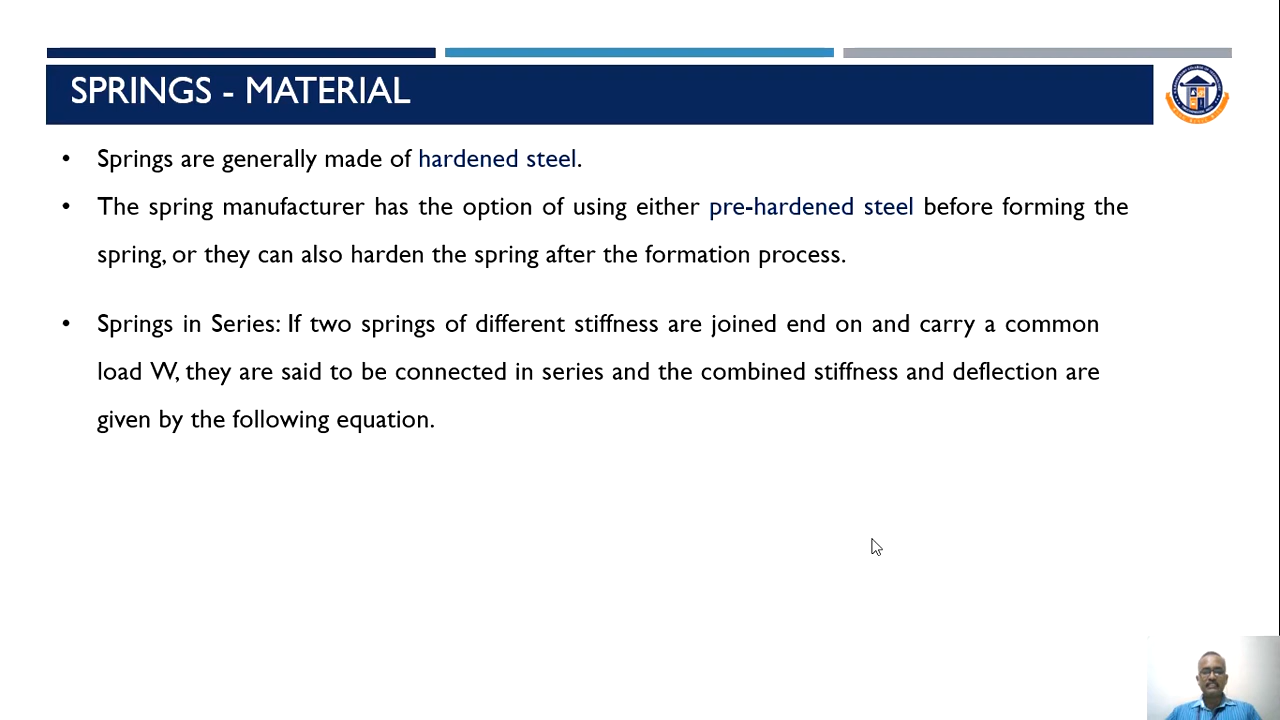 SPRINGS - MATERIAL
• Springs are generally made of hardened steel.
• The spring manufacturer has the option of using either pre-hardened steel before forming the
spring, or they can also harden the spring after the formation process.
• Springs in Series: If two springs of different stiffness are joined end on and carry a common
load W, they are said to be connected in series and the combined stiffness and deflection are
given by the following equation.